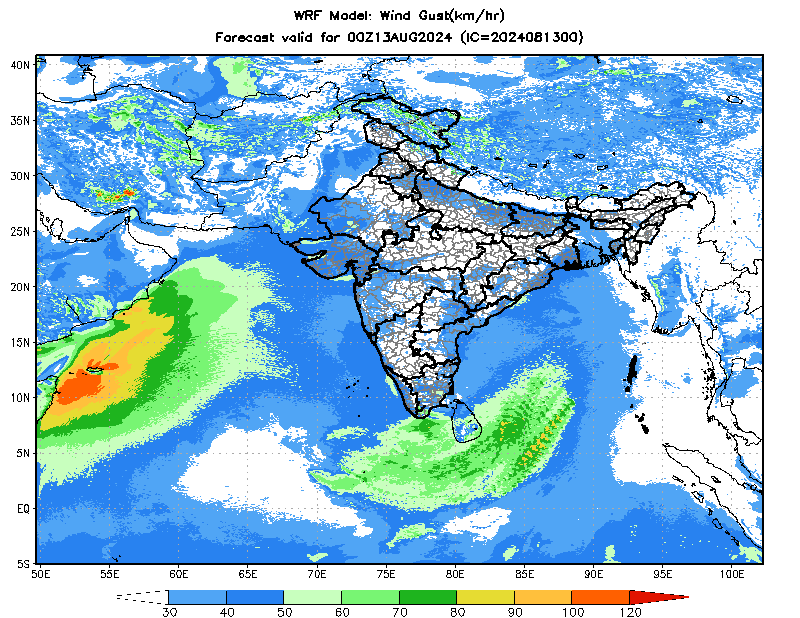 WRF Model: Wind Gust(km/hr)
Forecast valid for 00Z13AUG2024 (IC=2024081300)
40N
35N
30N
25N
20N
15N
10N
5N
EQ
5S
50E 55E 60E 65E 70E 75E 80E 85E 90E 95E 100E
30 40 50 60 70 80 90 100 120